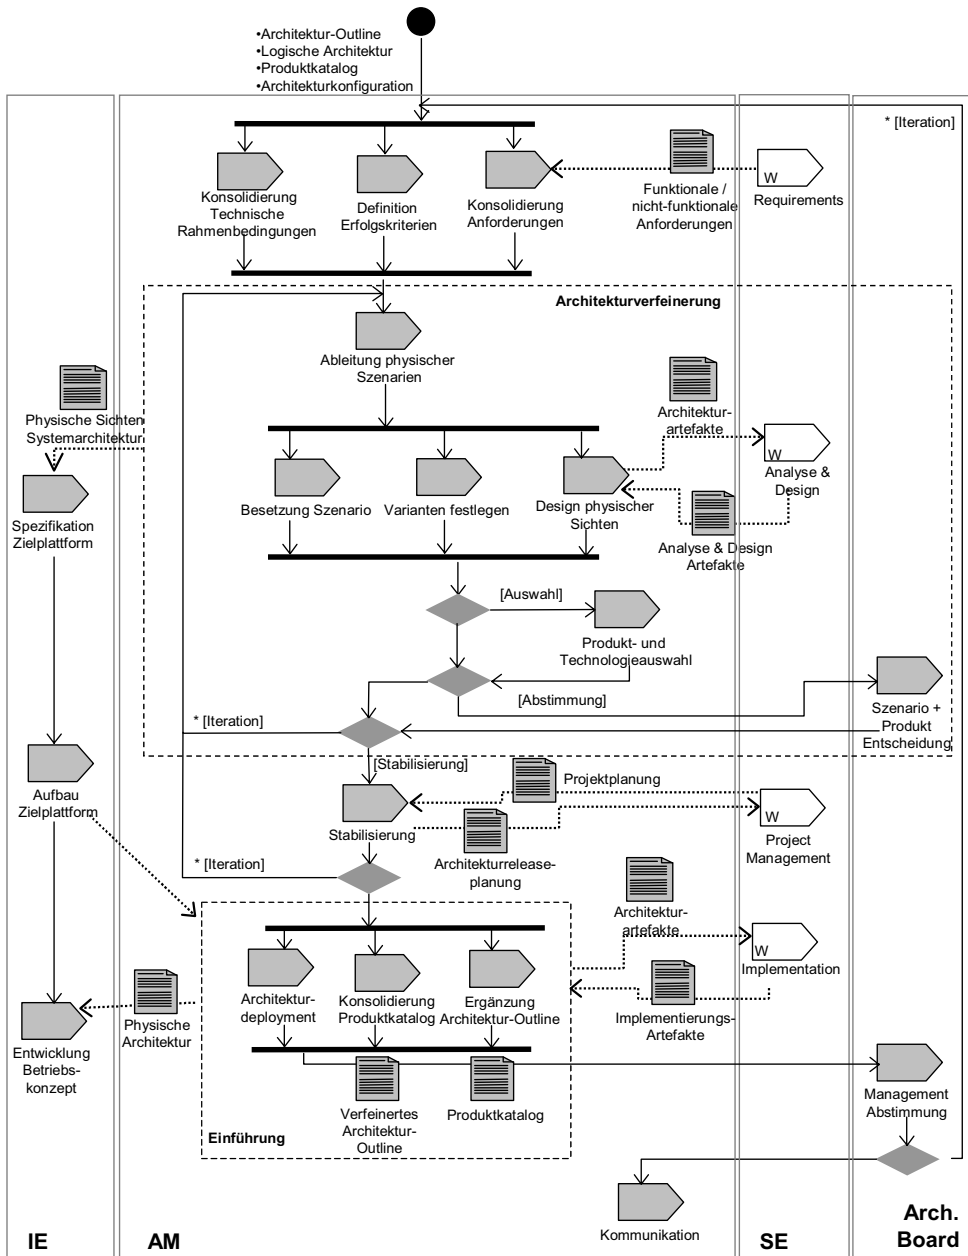 •Architektur-Outline
•Logische Architektur
•Produktkatalog
•Architekturkonfiguration
* [Iteration]
Konsolidierung
Technische
Rahmenbedingungen
Definition
Erfolgskriterien
Konsolidierung
Anforderungen
Funktionale /
nicht-funktionale
Anforderungen
W
Requirements
Architekturverfeinerung
Ableitung physischer
Szenarien
Physische Sichten
Systemarchitektur
Architektur-
artefakte
W
Analyse &
Design
Spezifikation
Zielplattform
Besetzung Szenario
Varianten festlegen
Design physischer
Sichten
Analyse & Design
Artefakte
[Auswahl]
Produkt- und
Technologieauswahl
[Abstimmung]
Szenario +
Produkt
Entscheidung
* [Iteration]
[Stabilisierung]
Aufbau
Zielplattform
Projektplanung
Stabilisierung
W
Project
Management
Architekturrelease-
planung
* [Iteration]
Architektur-
artefakte
W
Implementation
Architektur-
deployment
Konsolidierung
Produktkatalog
Ergänzung
Architektur-Outline
Implementierungs-
Artefakte
Physische
Architektur
Entwicklung
Betriebs-
konzept
Verfeinertes
Architektur-
Outline
Produktkatalog
Management
Abstimmung
Einführung
Kommunikation
IE
AM
SE
Arch.
Board